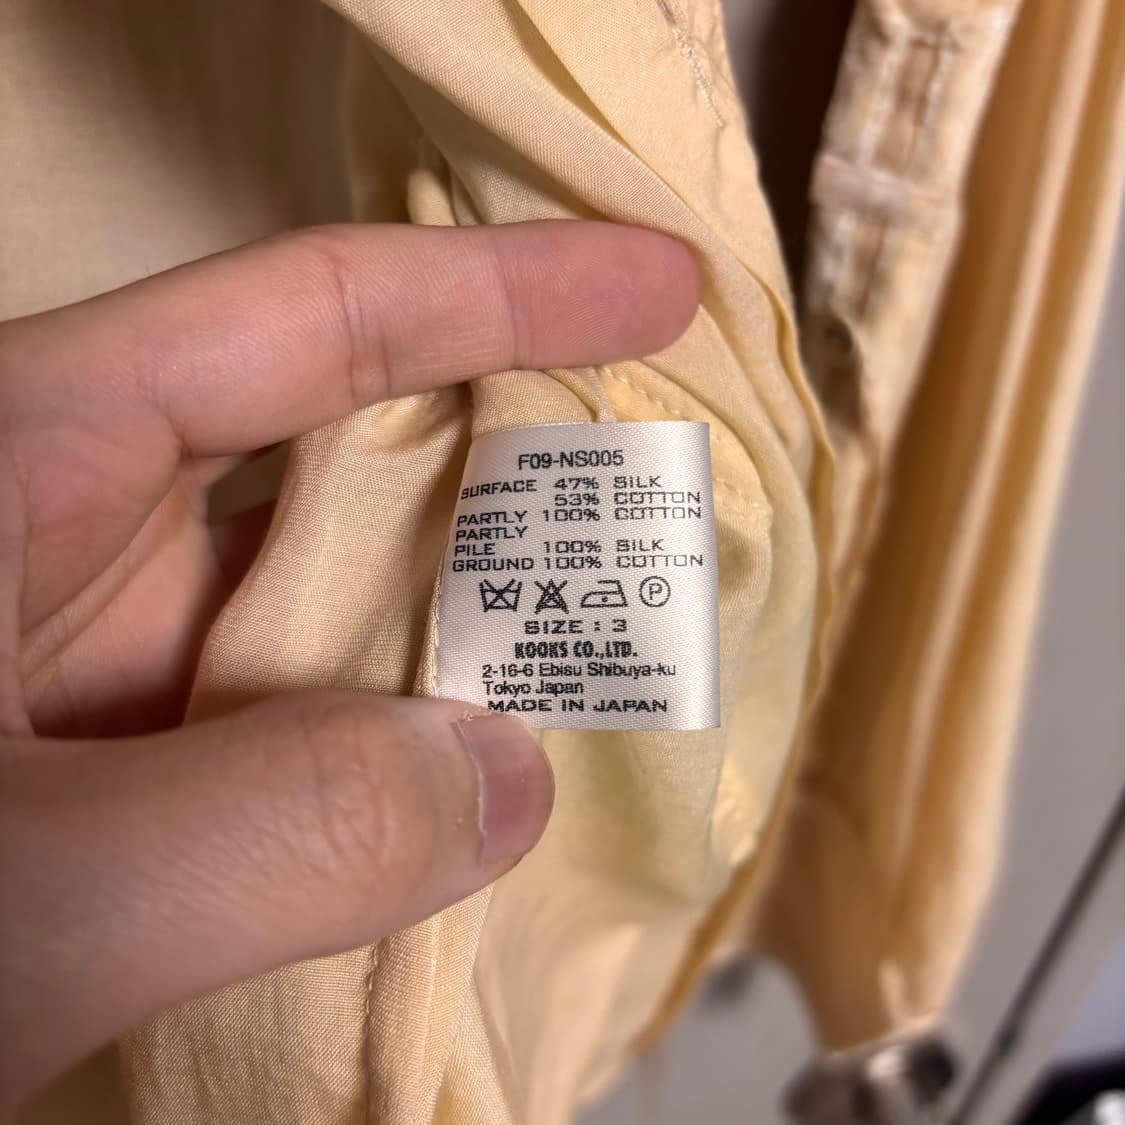 F09-NS005
SURFACE 47% SILK
53% COTTON
PARTLY 100% COTTON
PARTLY
PILE 100% SILK
GROUND 100% COTTON
P
SIZE : 3
KOOKS CO.,LTD.
2-16-6 Ebisu Shibuya-ku
Tokyo Japan
MADE IN JAPAN